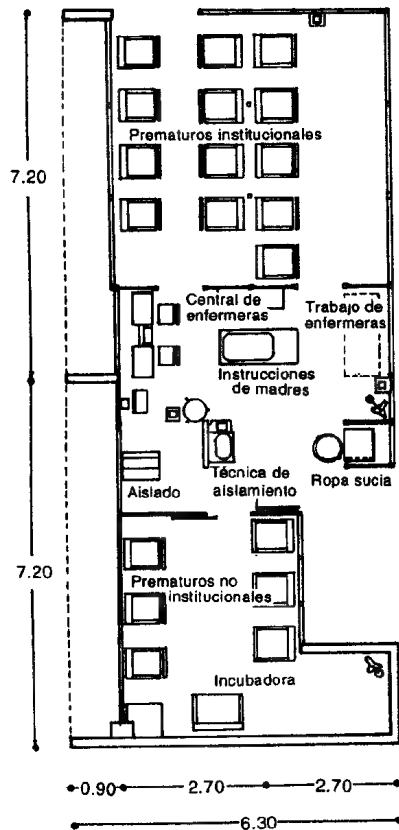 Prematuros institucionales
7.20
Central de
enfermeras
Trabajo de
enfermeras
Instrucciones
de madres
Técnica de
aislamiento
Ropa sucia
Aislado
7.20
Prematuros no
institucionales
Incubadora
0.90
2.70
2.70
6.30